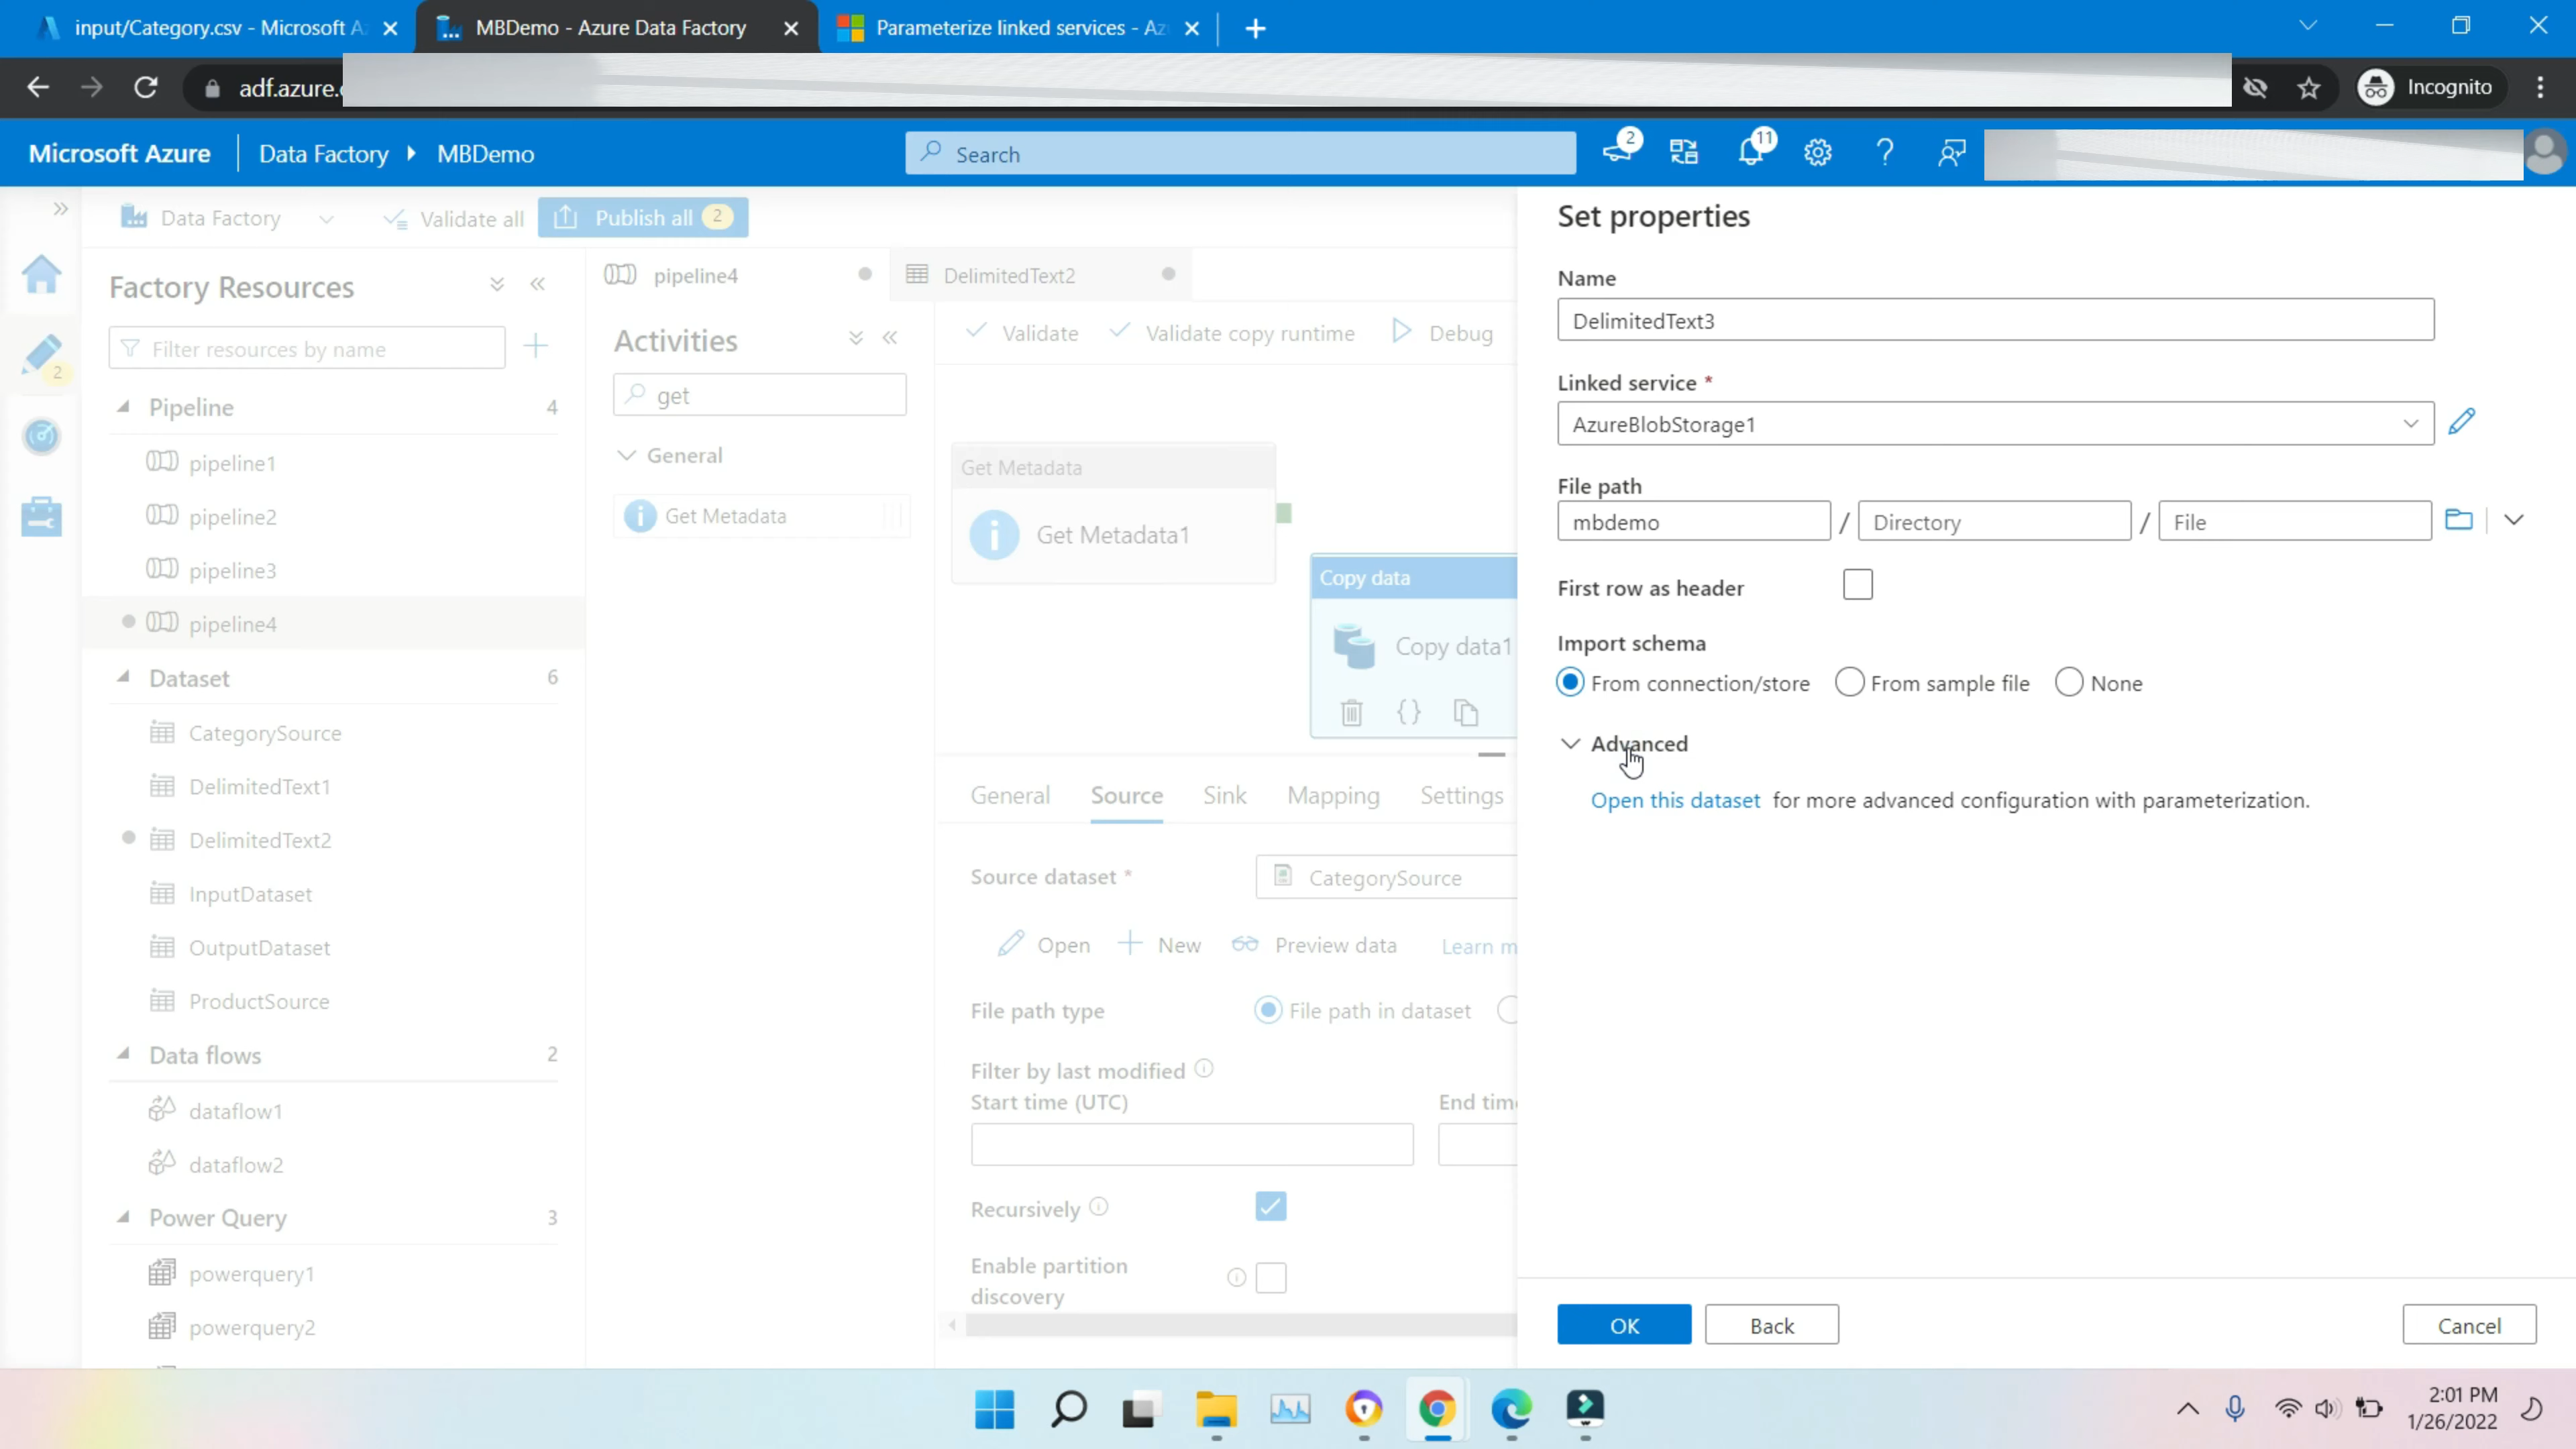 input/Category.csv - Microsoft A
MBDemo - Azure Data Factory
Parameterize linked services - Az
adf.azure.
Incognito
Microsoft Azure
Data Factory
MBDemo
Search
2
11
Data Factory
Validate all
Publish all
2
Factory Resources
Filter resources by name
2
Pipeline
4
pipeline1
pipeline2
pipeline3
pipeline4
Dataset
6
CategorySource
DelimitedText1
DelimitedText2
InputDataset
OutputDataset
ProductSource
Data flows
2
dataflow1
dataflow2
Power Query
3
powerquery1
powerquery2
pipeline4
DelimitedText2
Activities
get
General
Get Metadata
Validate
Validate copy runtime
Debug
Get Metadata
Get Metadata1
Copy data
Copy data1
General
Source
Sink
Mapping
Settings
Source dataset *
CategorySource
Open
New
Preview data
Learn m
File path type
File path in dataset
Filter by last modified
Start time (UTC)
End time
Recursively
Enable partition
discovery
Set properties
Name
DelimitedText3
Linked service *
AzureBlobStorage1
File path
mbdemo / Directory / File
First row as header
Import schema
From connection/store
From sample file
None
Advanced
Open this dataset for more advanced configuration with parameterization.
OK
Back
Cancel
2:01 PM
1/26/2022